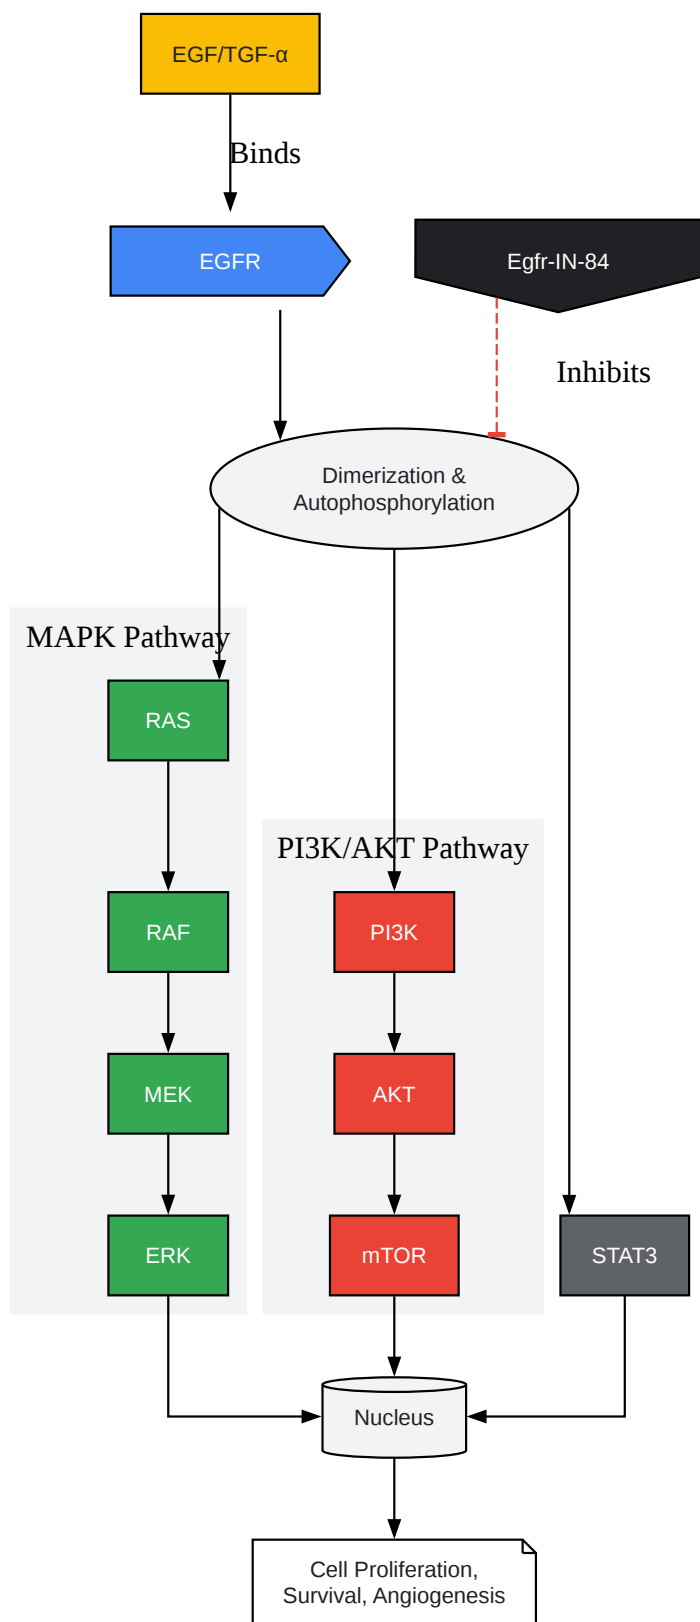 EGF/TGF-α
Binds
EGFR
Egfr-IN-84
Inhibits
Dimerization &
Autophosphorylation
MAPK Pathway
RAS
PI3K/AKT Pathway
RAF
PI3K
MEK
AKT
ERK
mTOR
STAT3
Nucleus
Cell Proliferation,
Survival, Angiogenesis